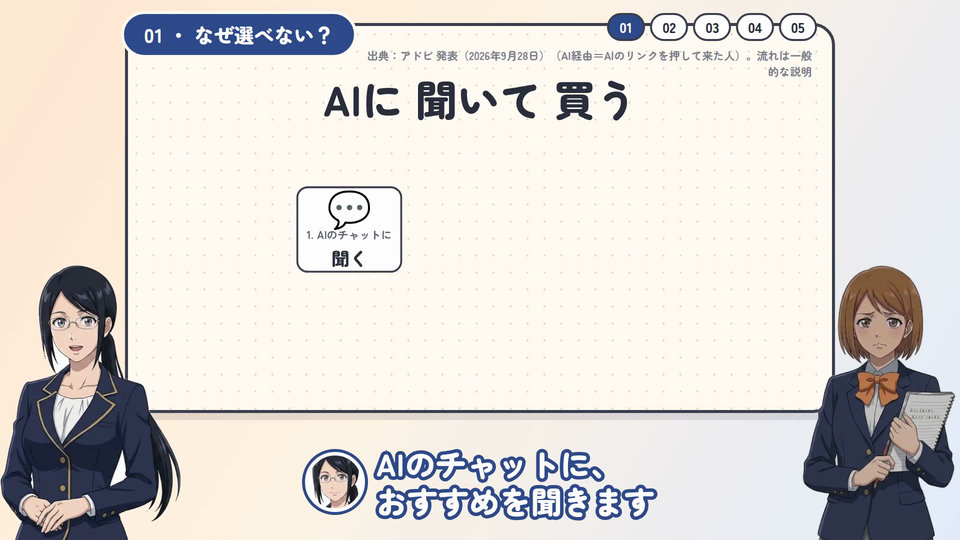 01 ・ なぜ選べない？
01 02 03 04 05
出典：アドビ 発表（2026年9月28日）（AI経由＝AIのリンクを押して来た人）。流れは一般
的な説明
AIに 聞いて 買う
1. AIのチャットに
聞く
AIのチャットに、
おすすめを聞きます